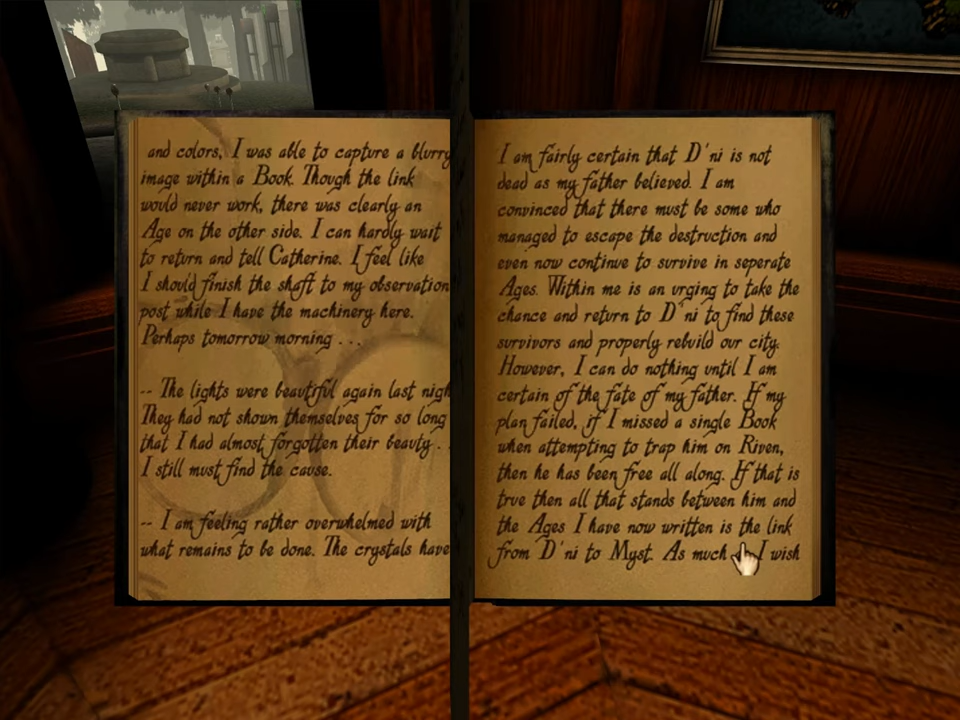 and colors, I was able to capture a blurry
image within a Book. Though the link
would never work, there was clearly an
Age on the other side. I can hardly wait
to return and tell Catherine. I feel like
I should finish the shaft to my observation
post while I have the machinery here.
Perhaps tomorrow morning . . .
-- The lights were beautiful again last nigh
They had not shown themselves for so long
that I had almost forgotten their beauty . .
I still must find the cause.
-- I am feeling rather overwhelmed with
what remains to be done. The crystals have
I am fairly certain that D'ni is not
dead as my father believed. I am
convinced that there must be some who
managed to escape the destruction and
even now continue to survive in seperate
Ages. Within me is an urging to take the
chance and return to D'ni to find these
survivors and properly rebuild our city.
However, I can do nothing until I am
certain of the fate of my father. If my
plan failed, if I missed a single Book
when attempting to trap him on Riven,
then he has been free all along. If that is
true then all that stands between him and
the Ages I have now written is the link
from D'ni to Myst. As much I wish